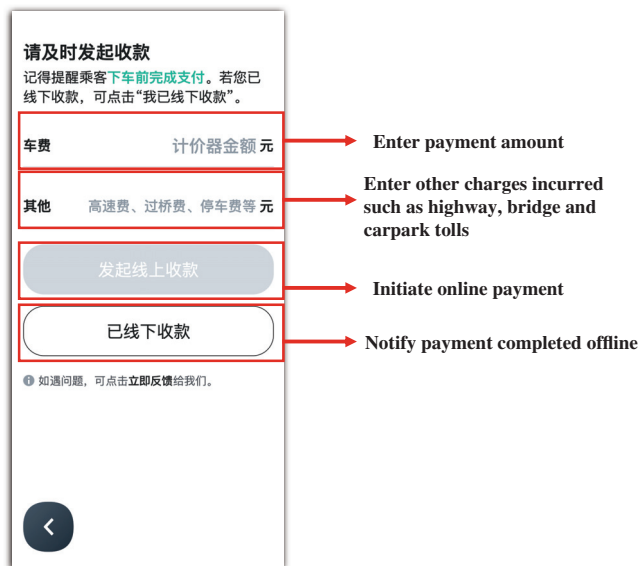 请及时发起收款
记得提醒乘客下车前完成支付。若您已
线下收款，可点击“我已线下收款”。
车费 计价器金额 元
Enter payment amount
其他 高速费、过桥费、停车费等 元
Enter other charges incurred
such as highway, bridge and
carpark tolls
发起线上收款
Initiate online payment
已线下收款
Notify payment completed offline
如遇问题，可点击立即反馈给我们。